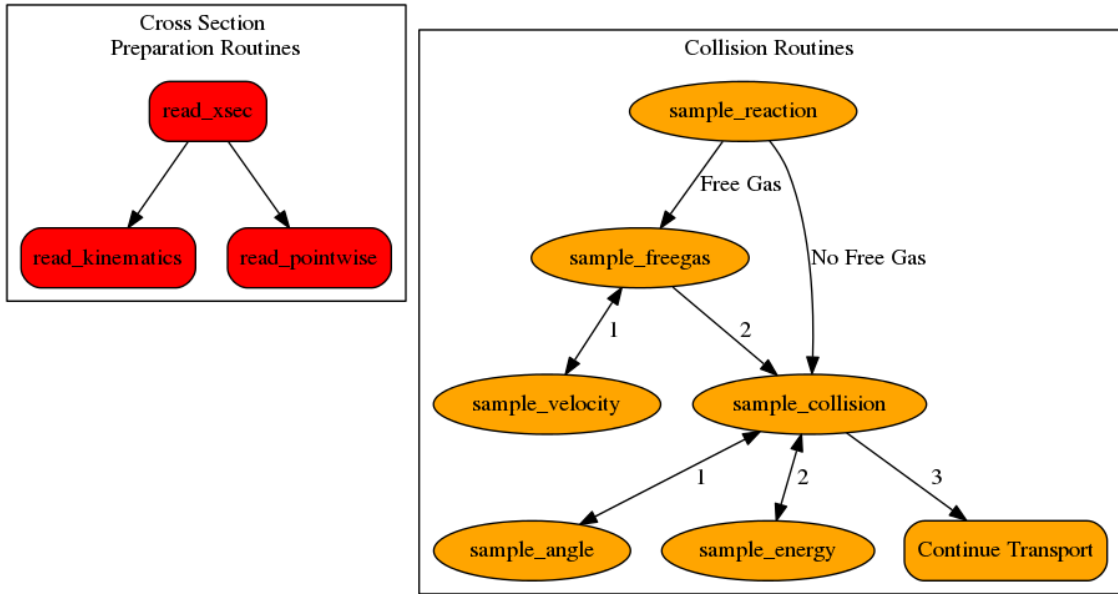 Cross Section
Preparation Routines
read_xsec
read_kinematics
read_pointwise
Collision Routines
sample_reaction
Free Gas
sample_freegas
No Free Gas
1
2
sample_velocity
sample_collision
1
2
3
sample_angle
sample_energy
Continue Transport